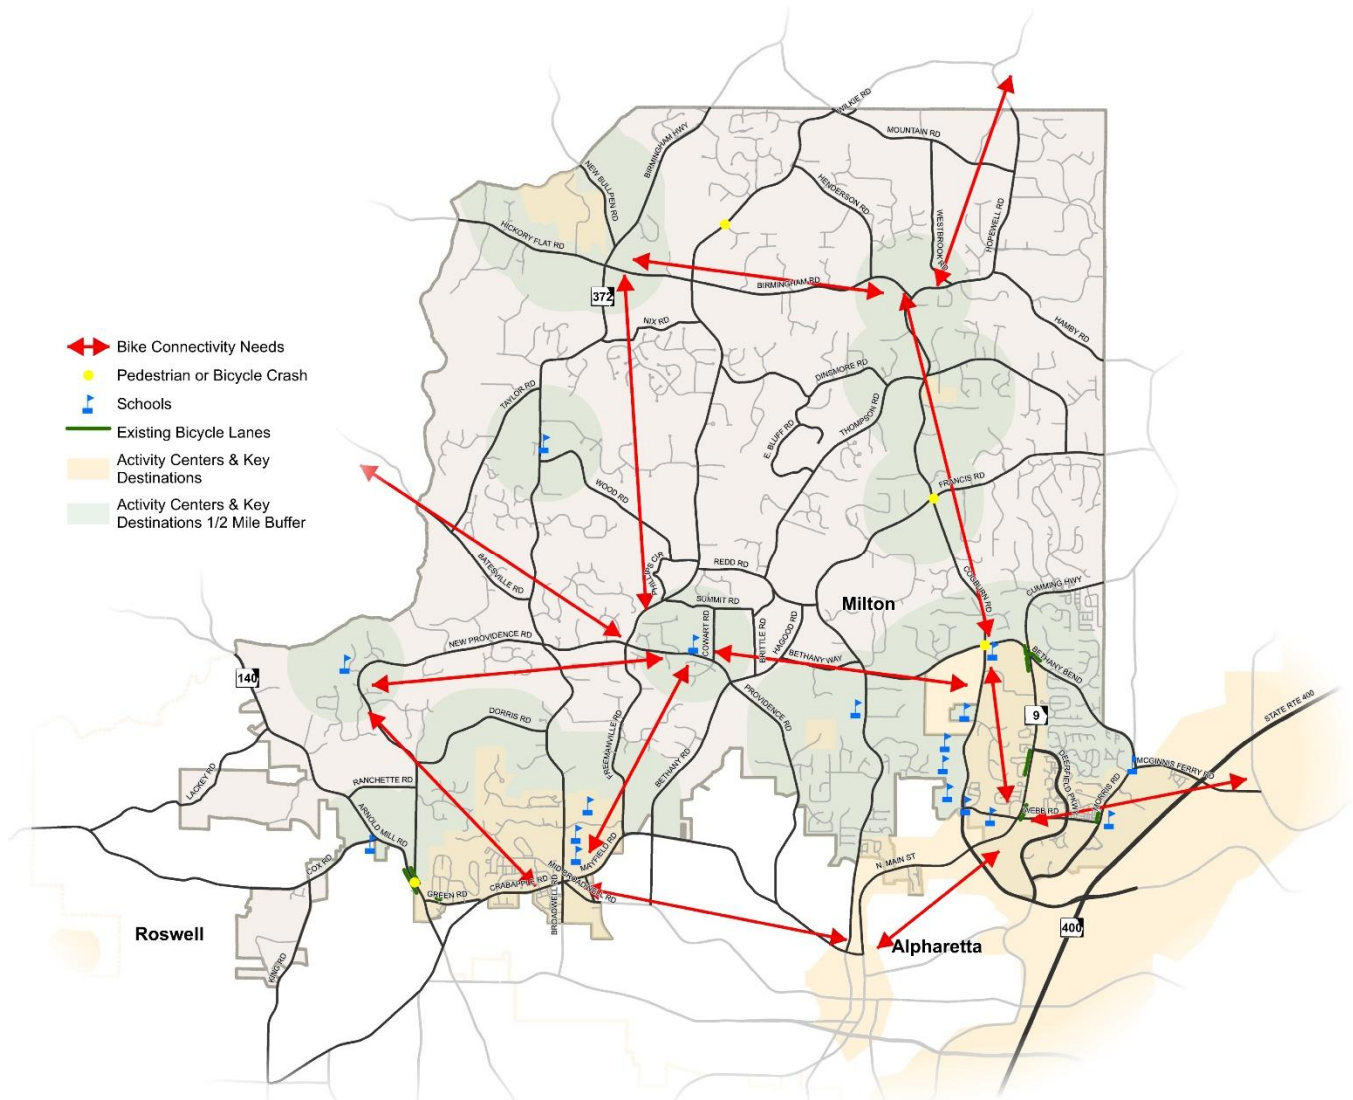 WILKIE RD
MOUNTAIN RD
BIRMINGHAM HWY
NEW BULLPEN RD
HENDERSON RD
WESTBROOK RD
HOPEWELL RD
HICKORY FLAT RD
BIRMINGHAM RD
372
NIX RD
HAMBY RD
Bike Connectivity Needs
Pedestrian or Bicycle Crash
Schools
Existing Bicycle Lanes
Activity Centers & Key
Destinations
Activity Centers & Key
Destinations 1/2 Mile Buffer
DINSMORE RD
TAYLOR RD
THOMPSON RD
E. BLUFF RD
WOOD RD
FRANCIS RD
BATESVILLE RD
PHILLIPS CIR
REDD RD
COGBURN RD
CUMMING HWY
SUMMIT RD
Milton
COWART RD
BRITTLE RD
HAGOOD RD
NEW PROVIDENCE RD
BETHANY WAY
BETHANY BEND
140
PROVIDENCE RD
9
STATE RTE 400
DORRIS RD
FREEMANVILLE RD
BETHANY RD
LACKEY RD
RANCHETTE RD
DEERFIELD PKWY
MCGINNIS FERRY RD
MORRIS RD
ARNOLD MILL RD
WEBB RD
COX RD
MAYFIELD RD
N. MAIN ST
MID BROADWELL RD
CRABAPPLE RD
GREEN RD
BROADWELL RD
Roswell
Alpharetta
400
KING RD